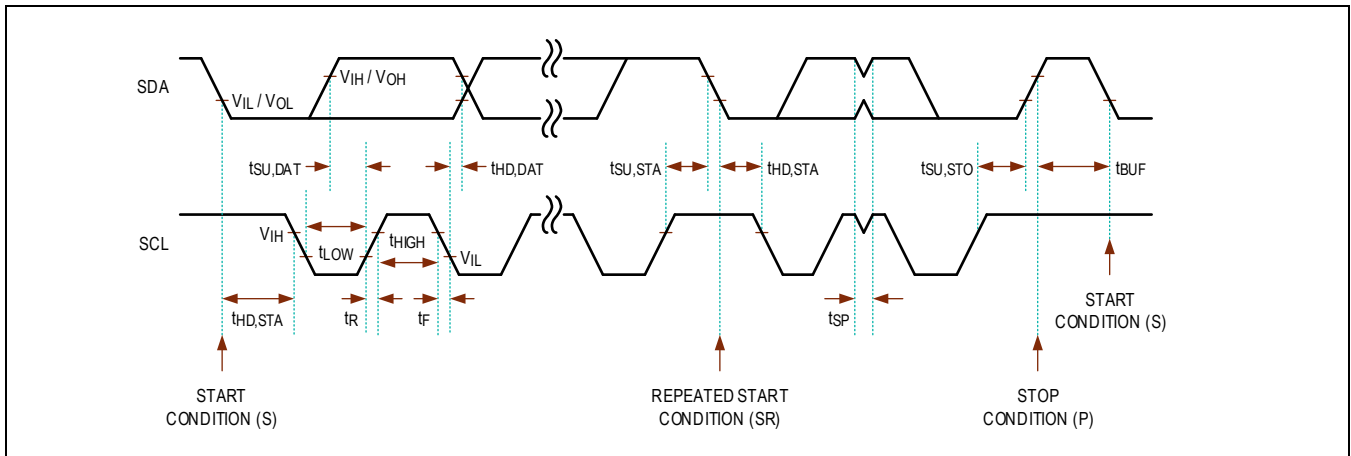 SDA
VIH / VOH
VIL / VOL
tSU,DAT
tHD,DAT
tSU,STA
tHD,STA
tSU,STO
tBUF
SCL
VIH
tLOW
tHIGH
VIL
tHD,STA
tR
tF
tSP
START
CONDITION (S)
START
CONDITION (S)
REPEATED START
CONDITION (SR)
STOP
CONDITION (P)